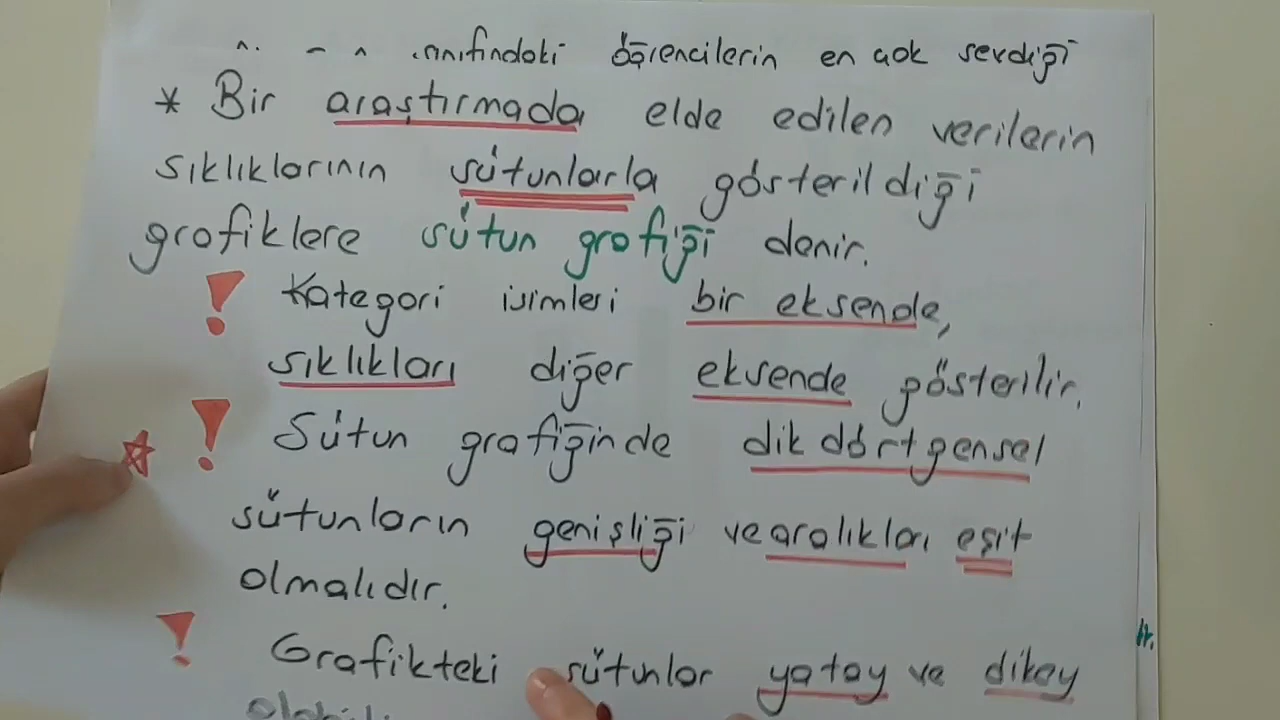 sınıfındaki öğrencilerin en çok sevdiği
* Bir araştırmada elde edilen verilerin
sıklıklarının sütunlarla gösterildiği
grafiklere sütun grafiği denir.
! Kategori isimleri bir eksende,
sıklıkları diğer eksende gösterilir.
! Sütun grafiğinde dikdörtgensel
sütunların genişliği ve aralıkları eşit
olmalıdır.
! Grafikteki sütunlar yatay ve dikey